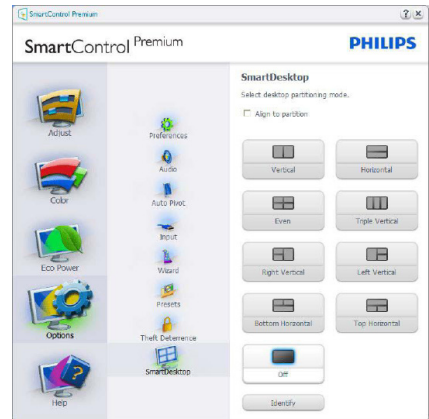 SmartControl Premium
SmartControl Premium
PHILIPS
Adjust
Color
Eco Power
Options
Help
Preferences
Audio
Auto Pivot
Input
Wizard
Presets
Theft Deterrence
SmartDesktop
SmartDesktop
Select desktop partitioning mode.
Align to partition
Vertical
Horizontal
Even
Triple Vertical
Right Vertical
Left Vertical
Bottom Horizontal
Top Horizontal
Off
Identify